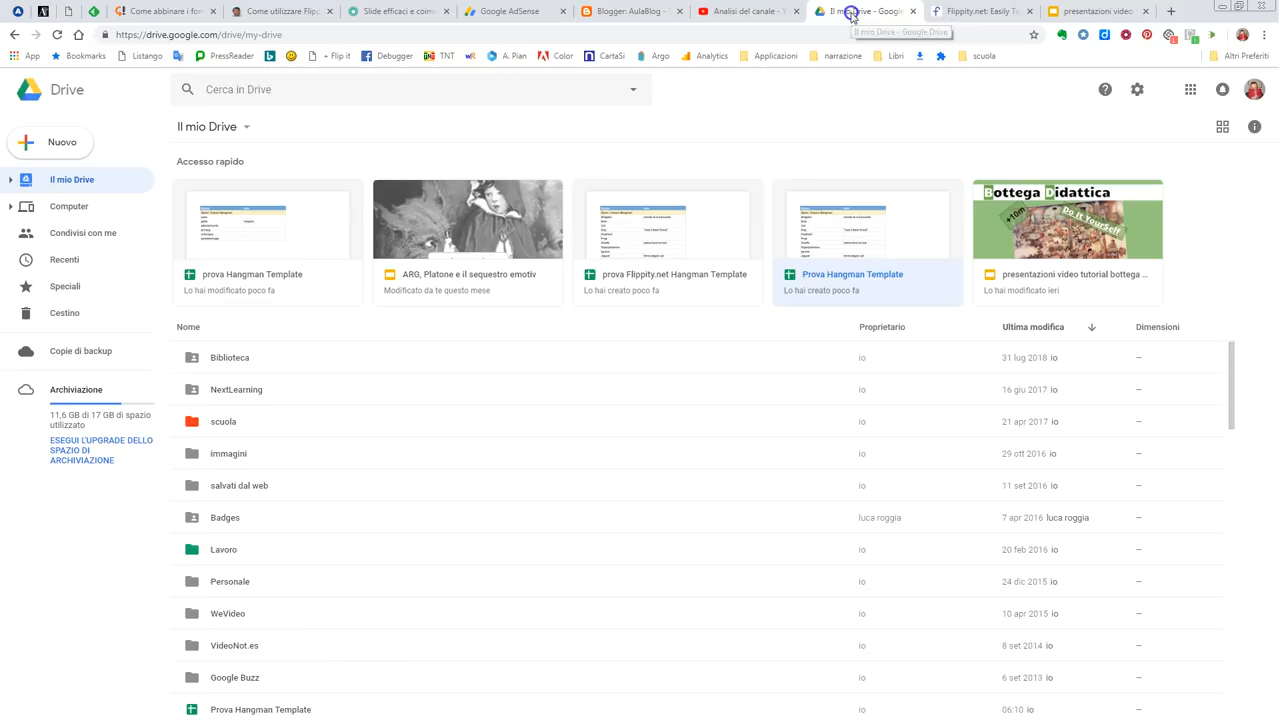 Come abbinare i fon
Come utilizzare Flipp
Slide efficaci e come
Google AdSense
Blogger: AulaBlog -
Analisi del canale - Y
Il mio Drive - Google
Flippity.net: Easily Tu
presentazioni video
https://drive.google.com/drive/my-drive
Il mio Drive - Google Drive
App
Bookmarks
Listango
PressReader
+ Flip it
Debugger
TNT
A. Pian
Color
CartaSi
Argo
Analytics
Applicazioni
narrazione
Libri
scuola
Altri Preferiti
Drive
Cerca in Drive
Nuovo
Il mio Drive
Computer
Condivisi con me
Recenti
Speciali
Cestino
Copie di backup
Archiviazione
11,6 GB di 17 GB di spazio
utilizzato
ESEGUI L'UPGRADE DELLO
SPAZIO DI
ARCHIVIAZIONE
Il mio Drive
Accesso rapido
prova Hangman Template
Lo hai modificato poco fa
ARG, Platone e il sequestro emotiv
Modificato da te questo mese
prova Flippity.net Hangman Template
Lo hai creato poco fa
Prova Hangman Template
Lo hai creato poco fa
Bottega Didattica
+10m
Do It Yourself
presentazioni video tutorial bottega ...
Lo hai modificato ieri
Nome Proprietario Ultima modifica Dimensioni
Biblioteca io 31 lug 2018 io —
NextLearning io 16 giu 2017 io —
scuola io 21 apr 2017 io —
immagini io 29 ott 2016 io —
salvati dal web io 11 set 2016 io —
Badges luca roggia 7 apr 2016 luca roggia —
Lavoro io 20 feb 2016 io —
Personale io 24 dic 2015 io —
WeVideo io 10 apr 2015 io —
VideoNot.es io 8 set 2014 io —
Google Buzz io 6 set 2013 io —
Prova Hangman Template io 06:10 io —